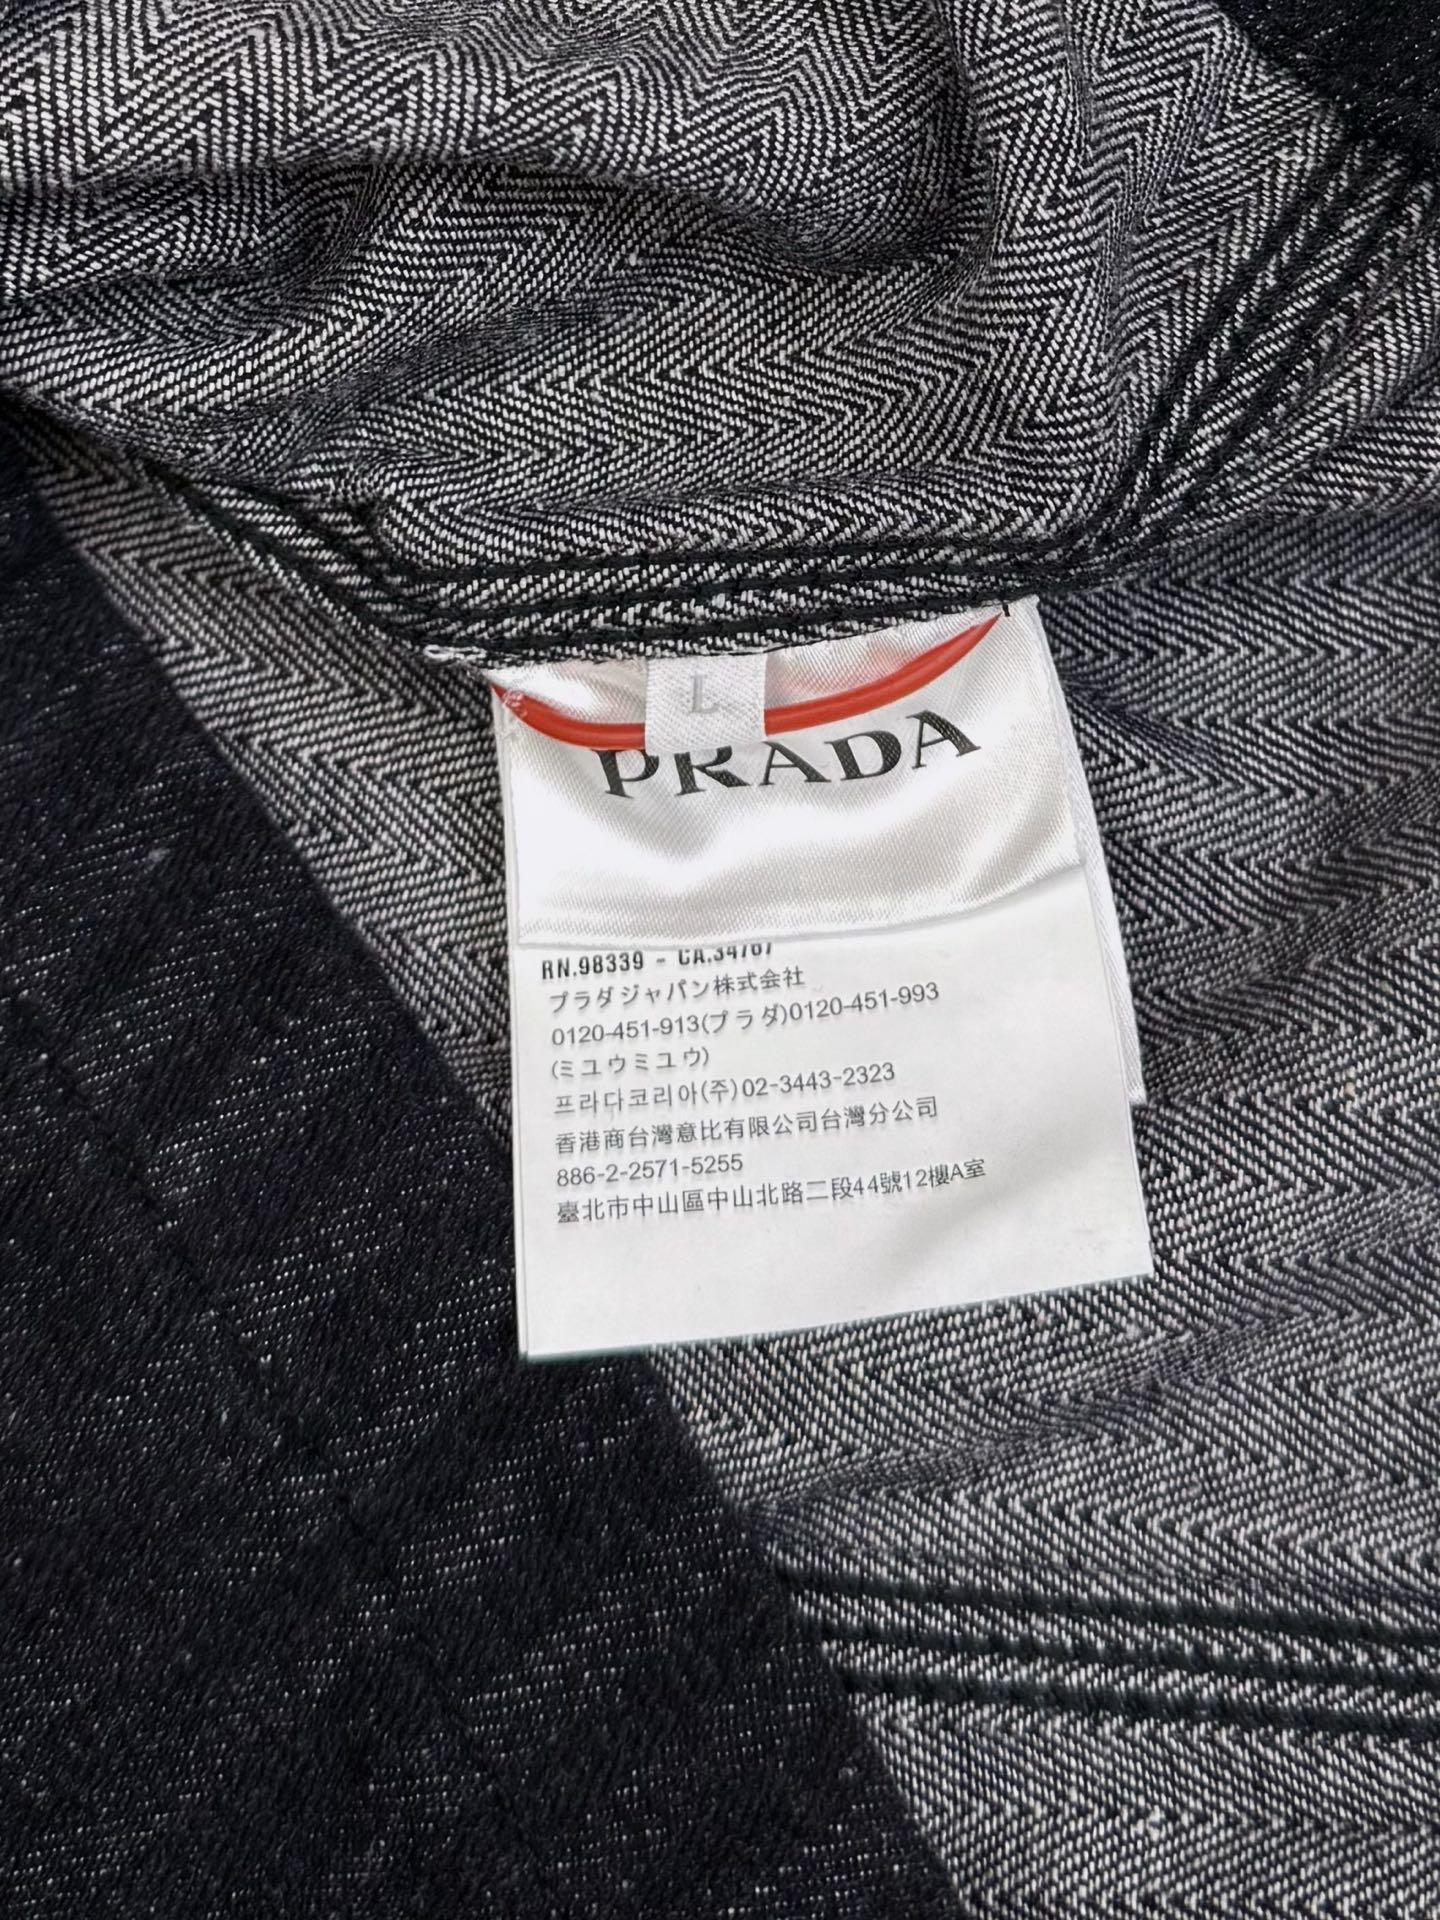 L
PRADA
RN.98339 - CA.34767
プラダジャパン株式会社
0120-451-913(プラダ)0120-451-993
(ミユウミユウ)
프라다코리아(주)02-3443-2323
香港商台灣意比有限公司台灣分公司
886-2-2571-5255
臺北市中山區中山北路二段44號12樓A室